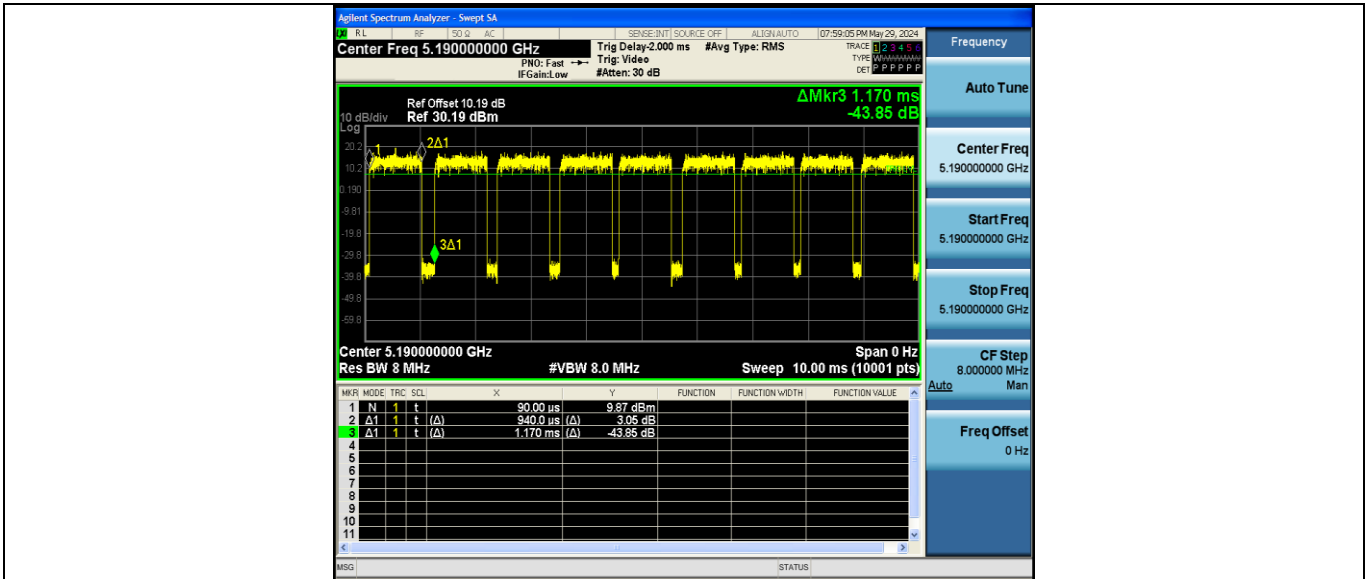 Agilent Spectrum Analyzer - Swept SA
RL RF 50 Ω AC SENSE:INT SOURCE OFF ALIGN AUTO 07:59:05 PM May 29, 2024
Center Freq 5.190000000 GHz
PNO: Fast
IFGain:Low
Trig Delay-2.000 ms #Avg Type: RMS
Trig: Video
#Atten: 30 dB
TRACE 1 2 3 4 5 6
TYPE
DET P P P P P P
Frequency
Auto Tune
Center Freq
5.190000000 GHz
Start Freq
5.190000000 GHz
Stop Freq
5.190000000 GHz
CF Step
8.000000 MHz
Auto Man
Freq Offset
0 Hz
ΔMkr3 1.170 ms
-43.85 dB
Ref Offset 10.19 dB
10 dB/div Ref 30.19 dBm
Log
20.2
10.2
0.190
-9.81
-19.8
-29.8
-39.8
-49.8
-59.8
1
2Δ1
3Δ1
Center 5.190000000 GHz Span 0 Hz
Res BW 8 MHz #VBW 8.0 MHz Sweep 10.00 ms (10001 pts)
MKR MODE TRC SCL X Y FUNCTION FUNCTION WIDTH FUNCTION VALUE
1 N 1 t 90.00 µs 9.87 dBm
2 Δ1 1 t (Δ) 940.0 µs (Δ) 3.05 dB
3 Δ1 1 t (Δ) 1.170 ms (Δ) -43.85 dB
4
5
6
7
8
9
10
11
MSG STATUS